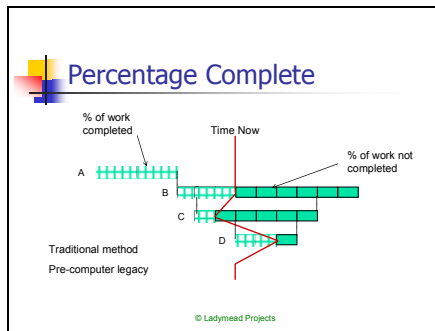 Percentage Complete
% of work
completed
Time Now
% of work not
completed
A
B
C
D
Traditional method
Pre-computer legacy
© Ladymead Projects